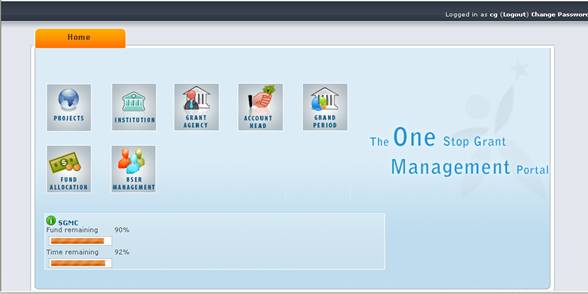 Logged in as cg (Logout) Change Password
Home
PROJECTS
INSTITUTION
GRANT AGENCY
ACCOUNT HEAD
GRAND PERIOD
FUND ALLOCATION
USER MANAGEMENT
The One Stop Grant
Management Portal
SGMC
Fund remaining 90%
Time remaining 92%